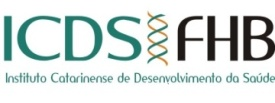 ICDS FHB
Instituto Catarinense de Desenvolvimento da Saúde